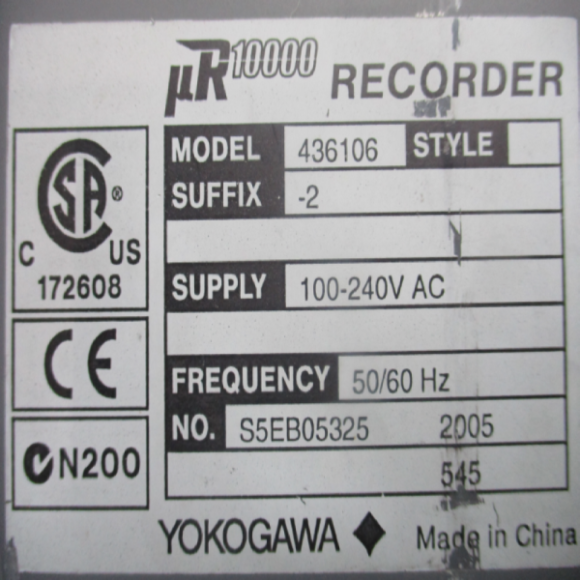 µR10000 RECORDER
MODEL 436106 STYLE
SUFFIX -2
SUPPLY 100-240V AC
FREQUENCY 50/60 Hz
NO. S5EB05325 2005
545
CSA ®
C US
172608
CE
N200
YOKOGAWA
Made in China